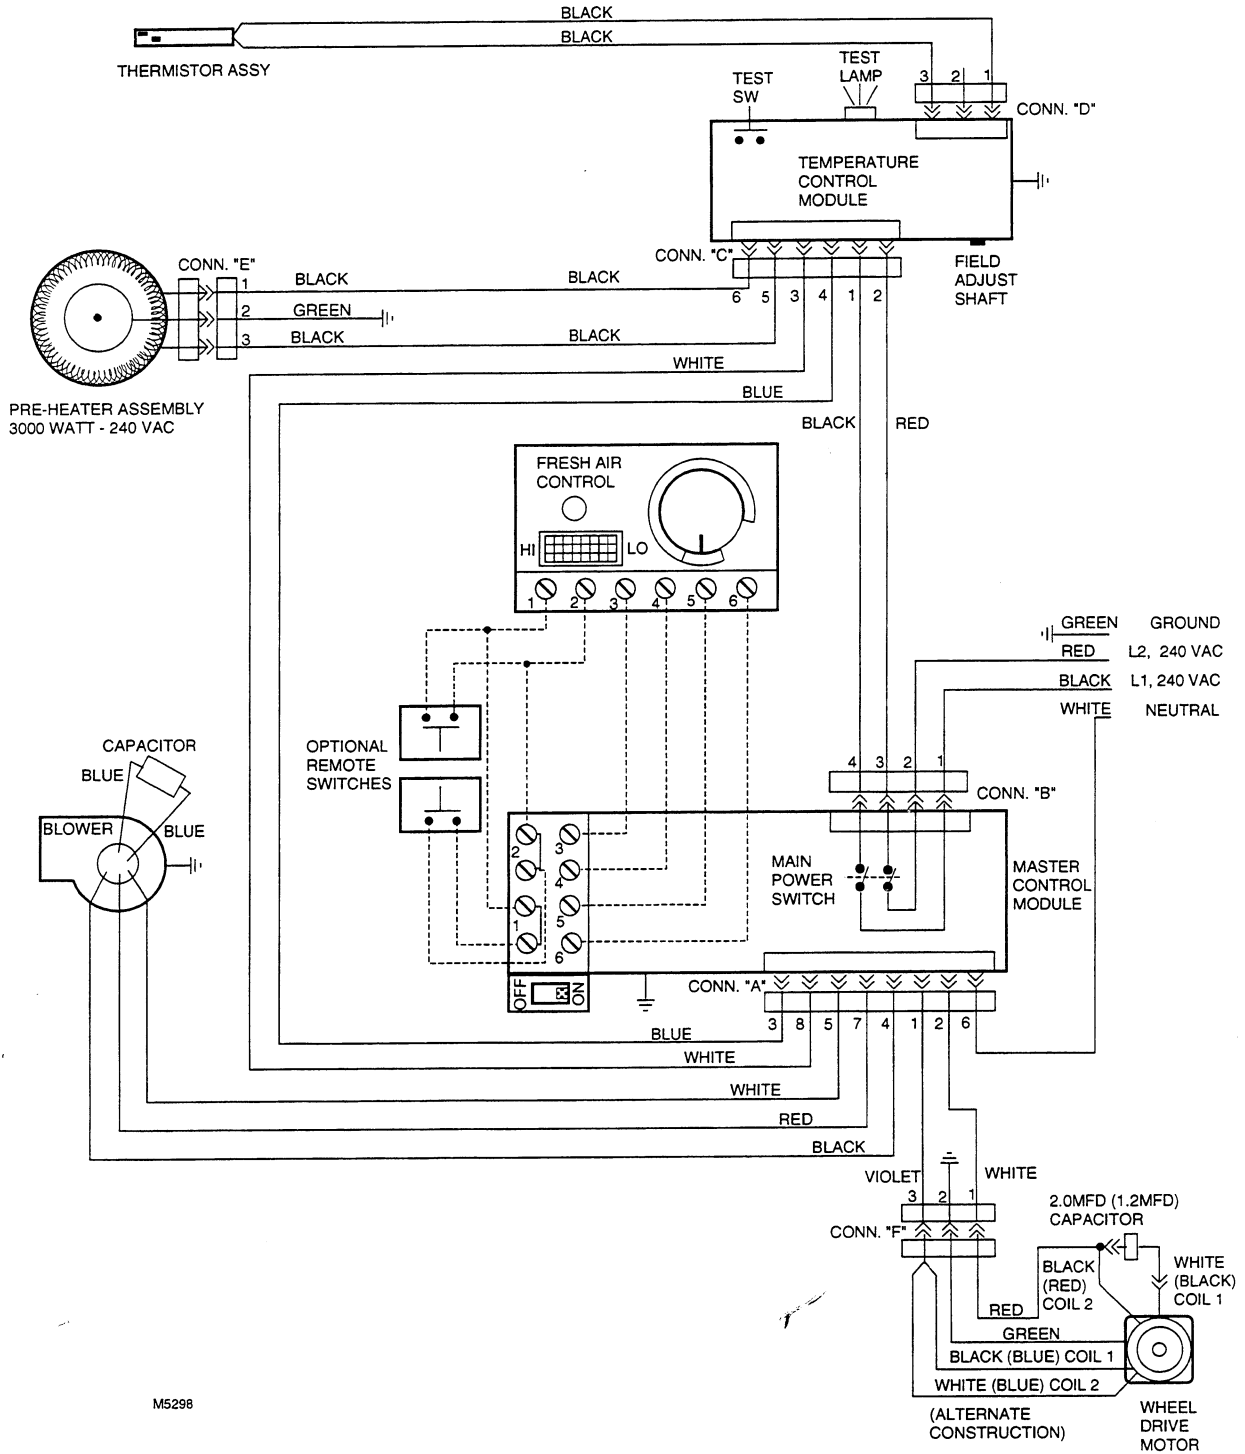 BLACK
BLACK
THERMISTOR ASSY
TEST
SW
TEST
LAMP
3 2 1
CONN. "D"
TEMPERATURE
CONTROL
MODULE
CONN. "C"
FIELD
ADJUST
SHAFT
6 5 3 4 1 2
CONN. "E"
1
BLACK
BLACK
2
GREEN
3
BLACK
BLACK
PRE-HEATER ASSEMBLY
3000 WATT - 240 VAC
WHITE
BLUE
BLACK
RED
FRESH AIR
CONTROL
HI
LO
1 2 3 4 5 6
GREEN GROUND
RED L2, 240 VAC
BLACK L1, 240 VAC
WHITE NEUTRAL
OPTIONAL
REMOTE
SWITCHES
CAPACITOR
BLUE
BLOWER
BLUE
4 3 2 1
CONN. "B"
2
3
4
1
5
6
MAIN
POWER
SWITCH
MASTER
CONTROL
MODULE
OFF
ON
CONN. "A"
3 8 5 7 4 1 2 6
BLUE
WHITE
WHITE
RED
BLACK
VIOLET
WHITE
3 2 1
CONN. "F"
2.0MFD (1.2MFD)
CAPACITOR
BLACK
(RED)
COIL 2
WHITE
(BLACK)
COIL 1
RED
GREEN
BLACK (BLUE) COIL 1
WHITE (BLUE) COIL 2
(ALTERNATE
CONSTRUCTION)
WHEEL
DRIVE
MOTOR
M5298